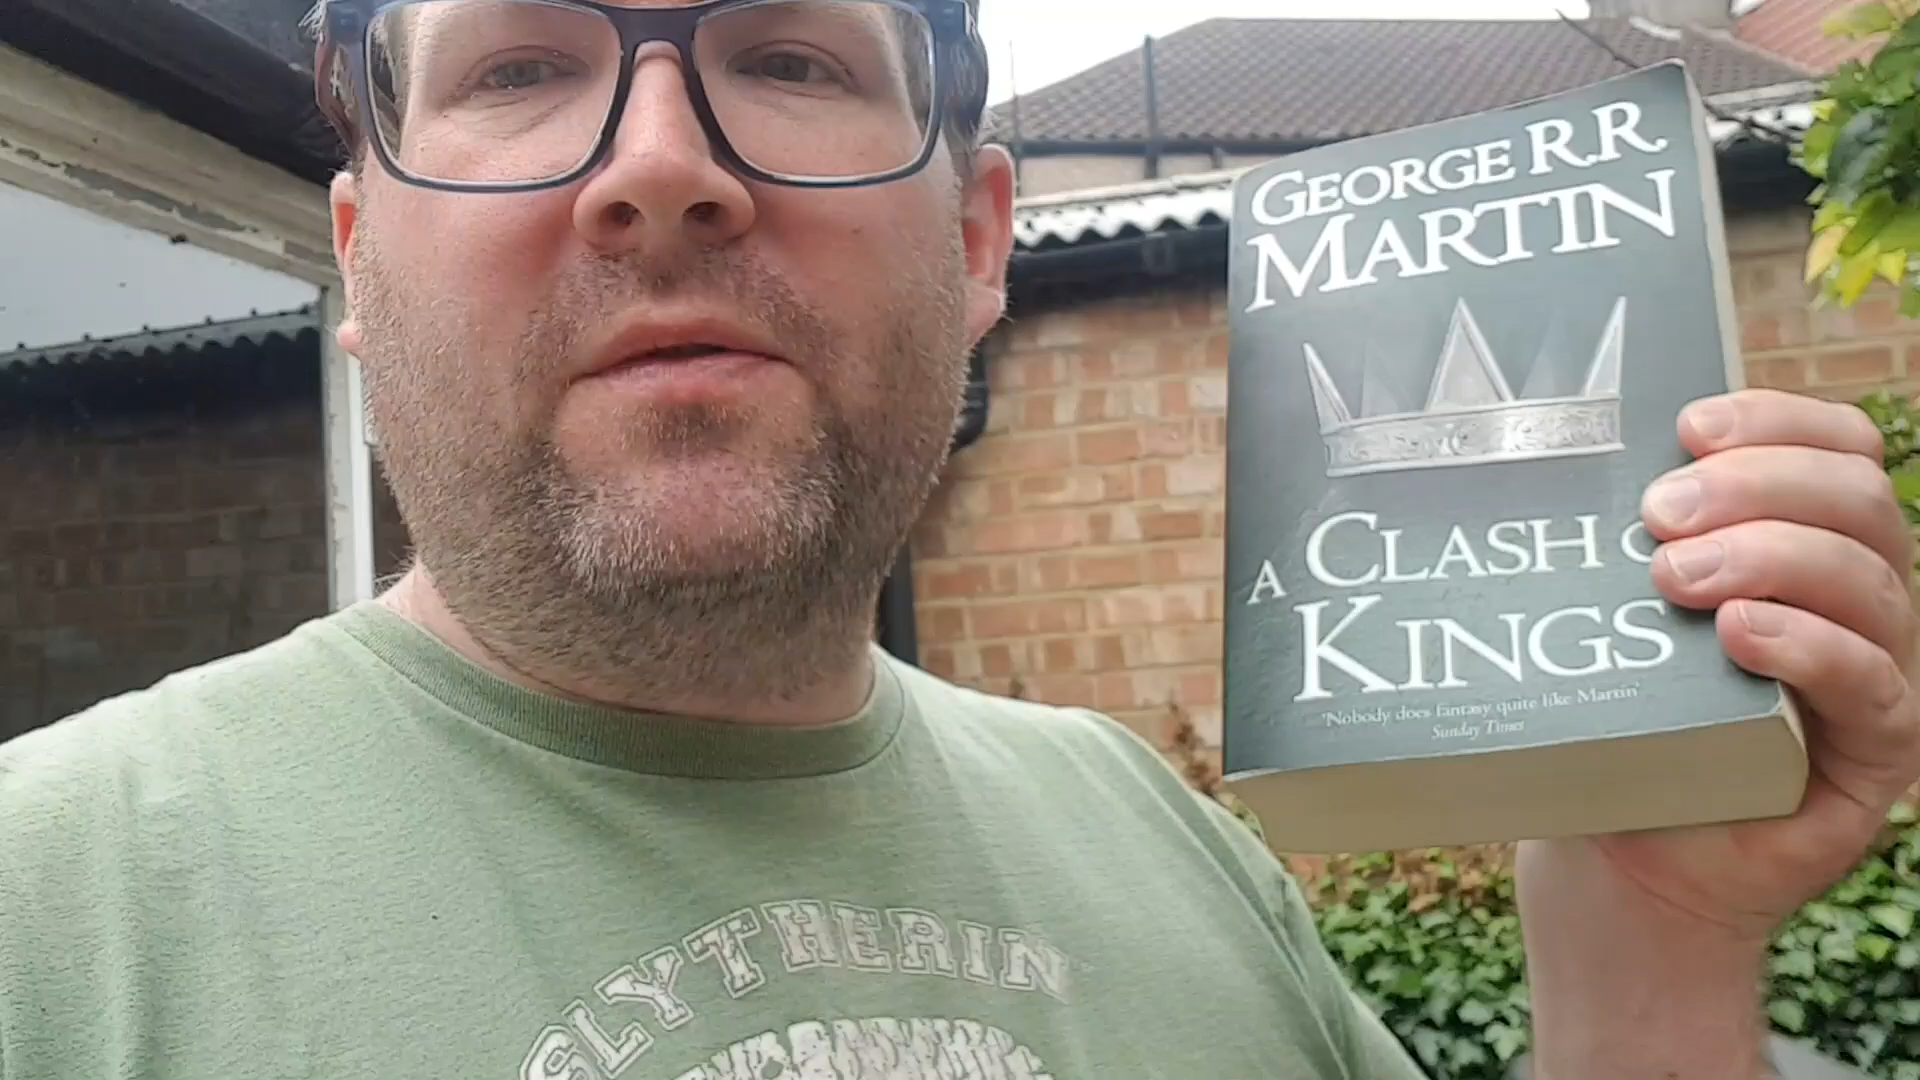 GEORGE R.R.
MARTIN
A CLASH
KINGS
'Nobody does fantasy quite like Martin'
Sunday Times
SLYTHERIN